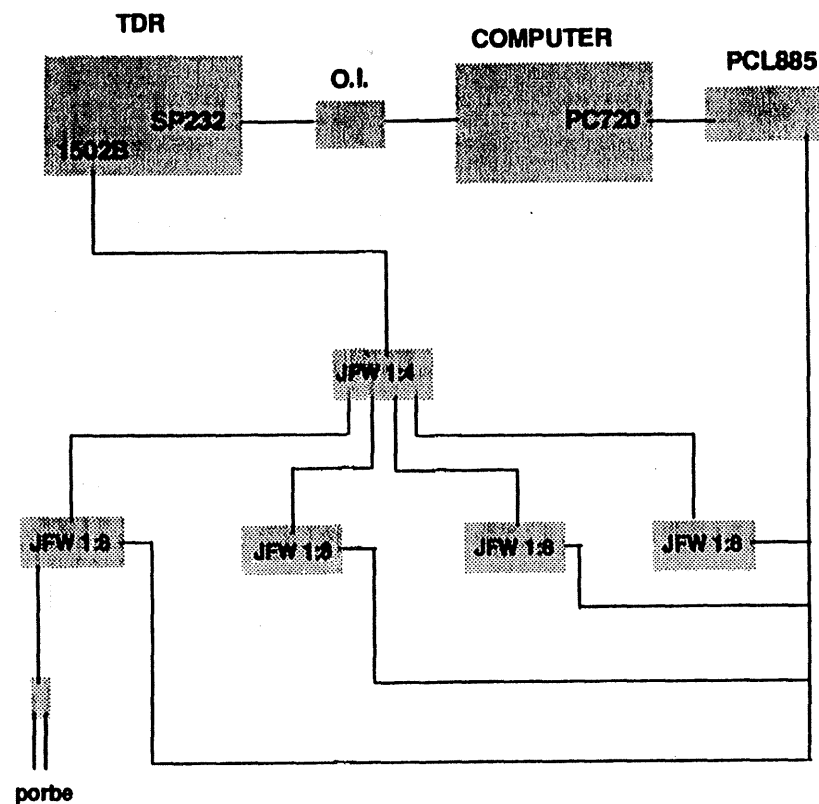 TDR
COMPUTER
PCL885
O.I.
SP232
PC720
1502B
JFW 1:4
JFW 1:8
JFW 1:8
JFW 1:8
JFW 1:8
porbe